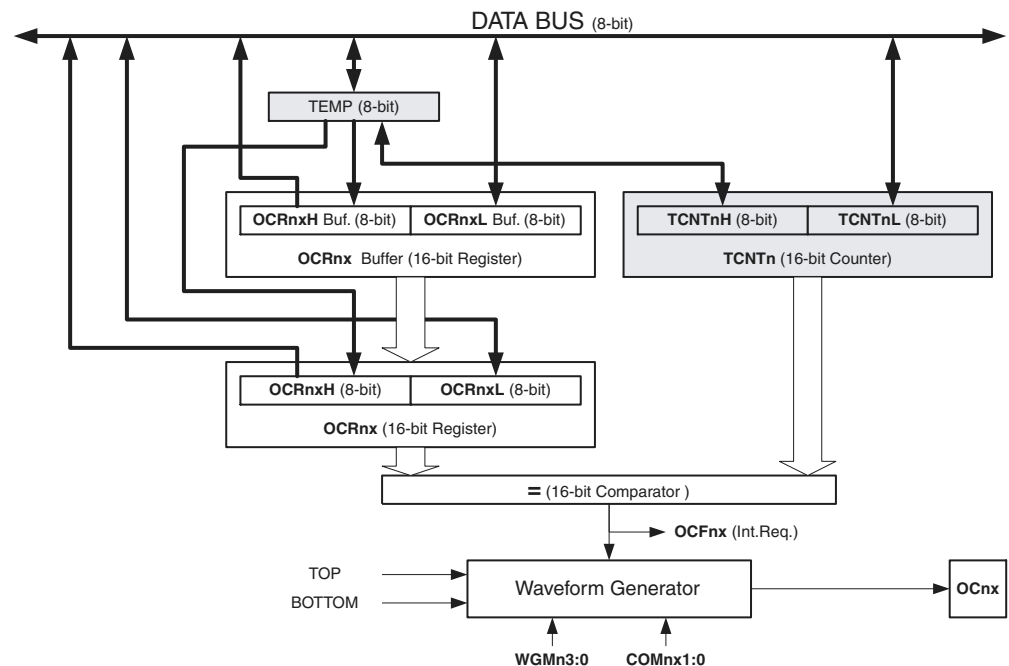 DATA BUS (8-bit)
TEMP (8-bit)
OCRnxH Buf. (8-bit) OCRnxL Buf. (8-bit)
OCRnx Buffer (16-bit Register)
TCNTnH (8-bit) TCNTnL (8-bit)
TCNTn (16-bit Counter)
OCRnxH (8-bit) OCRnxL (8-bit)
OCRnx (16-bit Register)
= (16-bit Comparator )
OCFnx (Int.Req.)
TOP
BOTTOM
Waveform Generator
OCnx
WGMn3:0 COMnx1:0